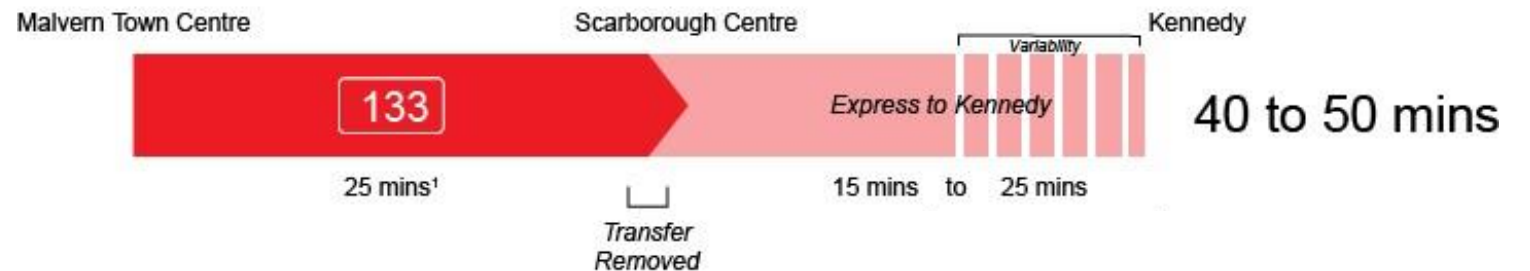 Malvern Town Centre Scarborough Centre Kennedy
Variability
133 Express to Kennedy 40 to 50 mins
25 mins¹ 15 mins to 25 mins
Transfer
Removed